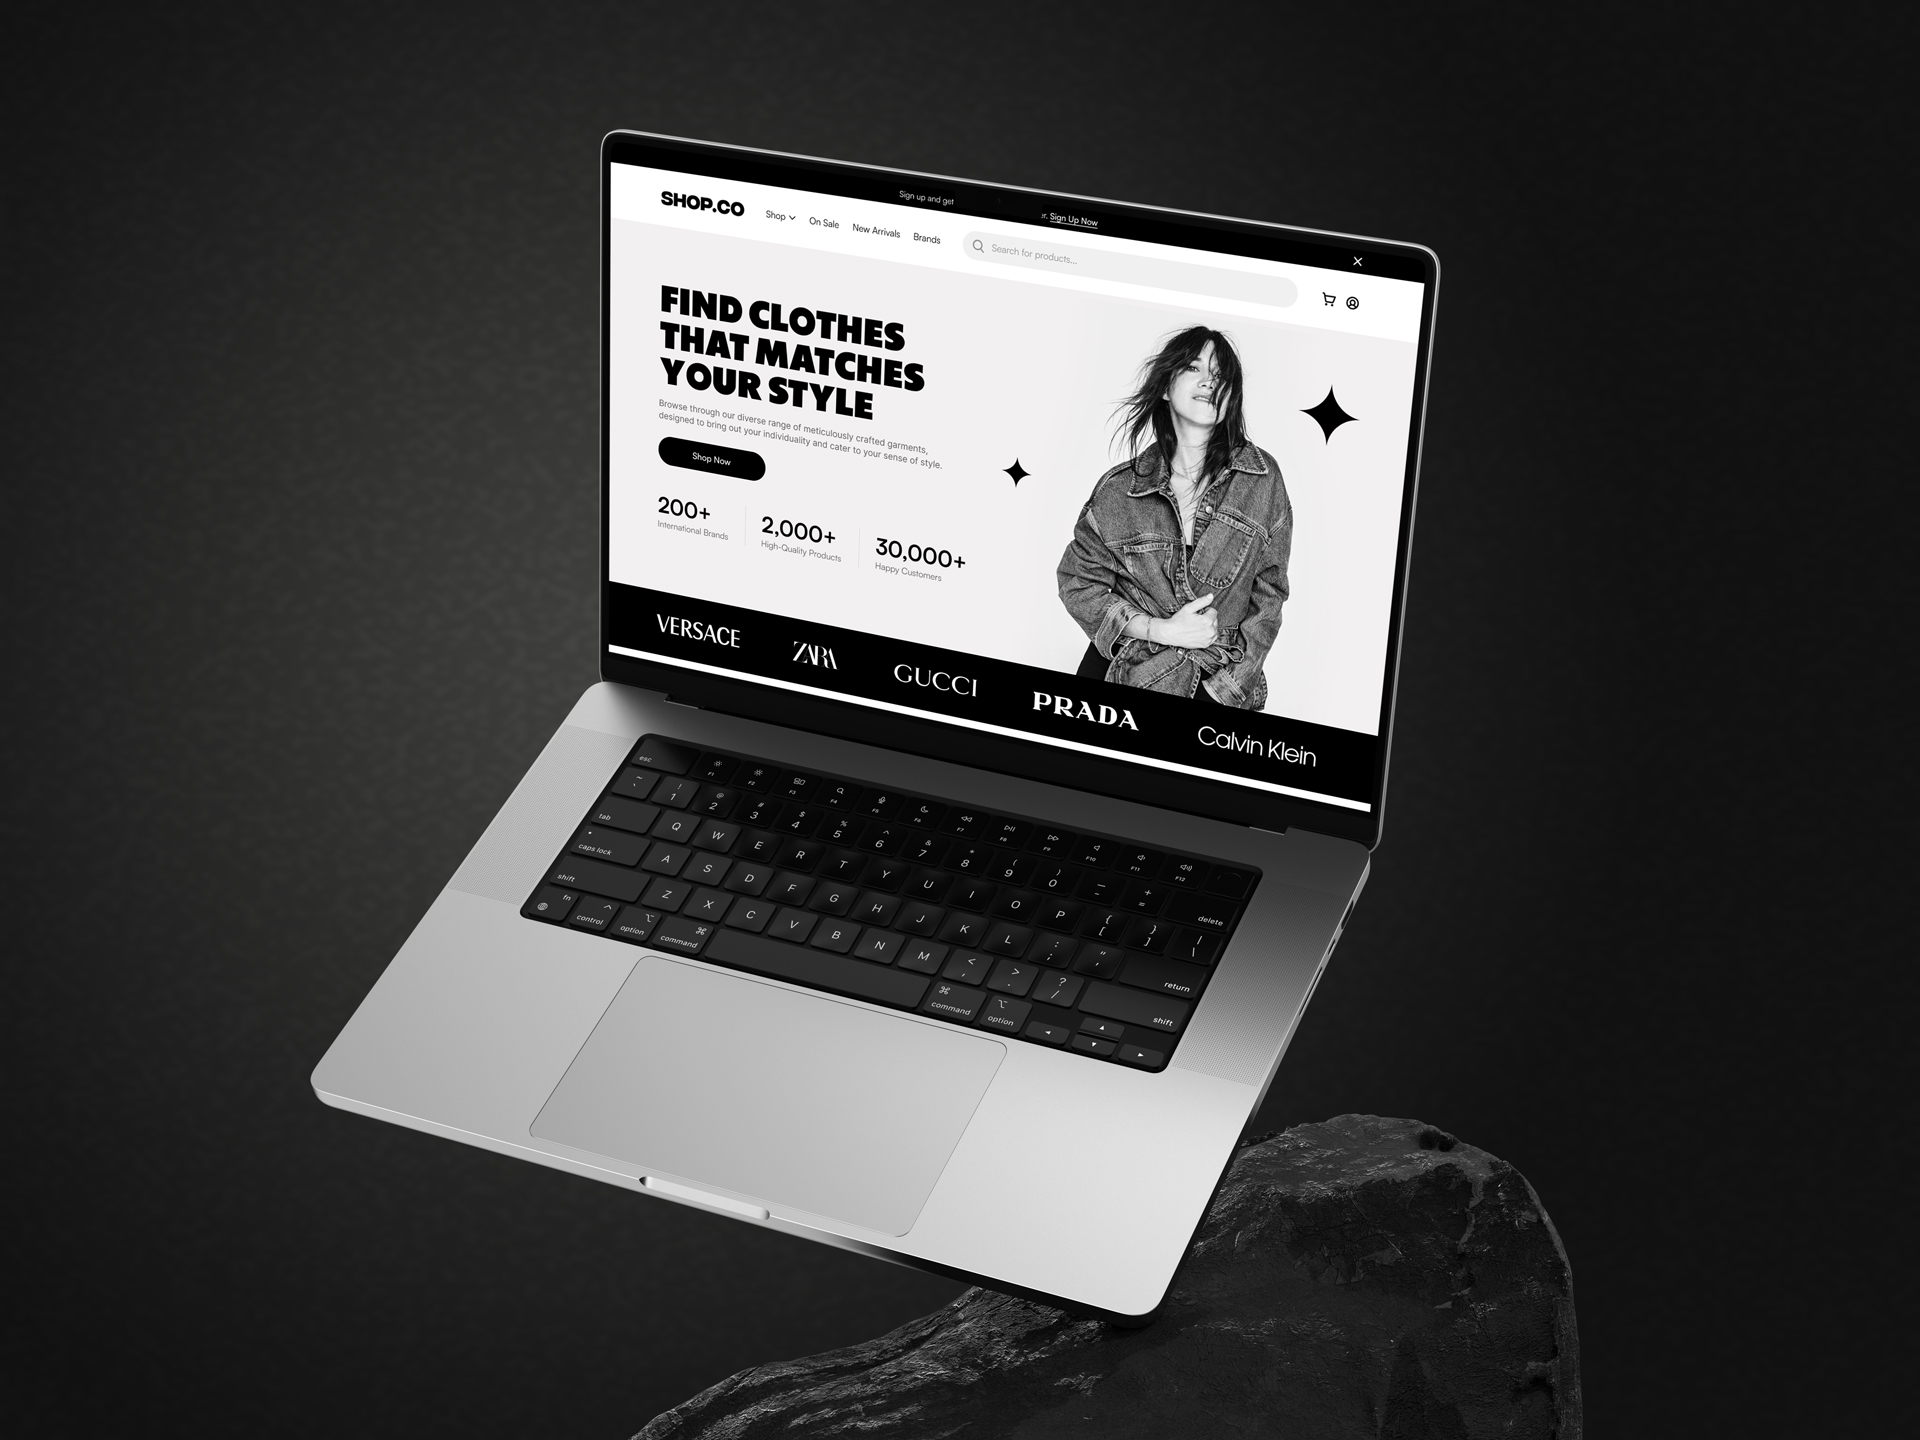 Sign up and get
r. Sign Up Now
SHOP.CO
Shop
On Sale
New Arrivals
Brands
Search for products...
FIND CLOTHES
THAT MATCHES
YOUR STYLE
Browse through our diverse range of meticulously crafted garments,
designed to bring out your individuality and cater to your sense of style.
Shop Now
200+
International Brands
2,000+
High-Quality Products
30,000+
Happy Customers
VERSACE
ZARA
GUCCI
PRADA
Calvin Klein
esc F1 F2 F3 F4 F5 F6 F7 F8 F9 F10 F11 F12
~ ! @ # $ % ^ & * ( ) — +
` 1 2 3 4 5 6 7 8 9 0 - = delete
tab Q W E R T Y U I O P { [ } ] | \
caps lock A S D F G H J K L : ; " ' return
shift Z X C V B N M < , > . ? / shift
fn control option command command option